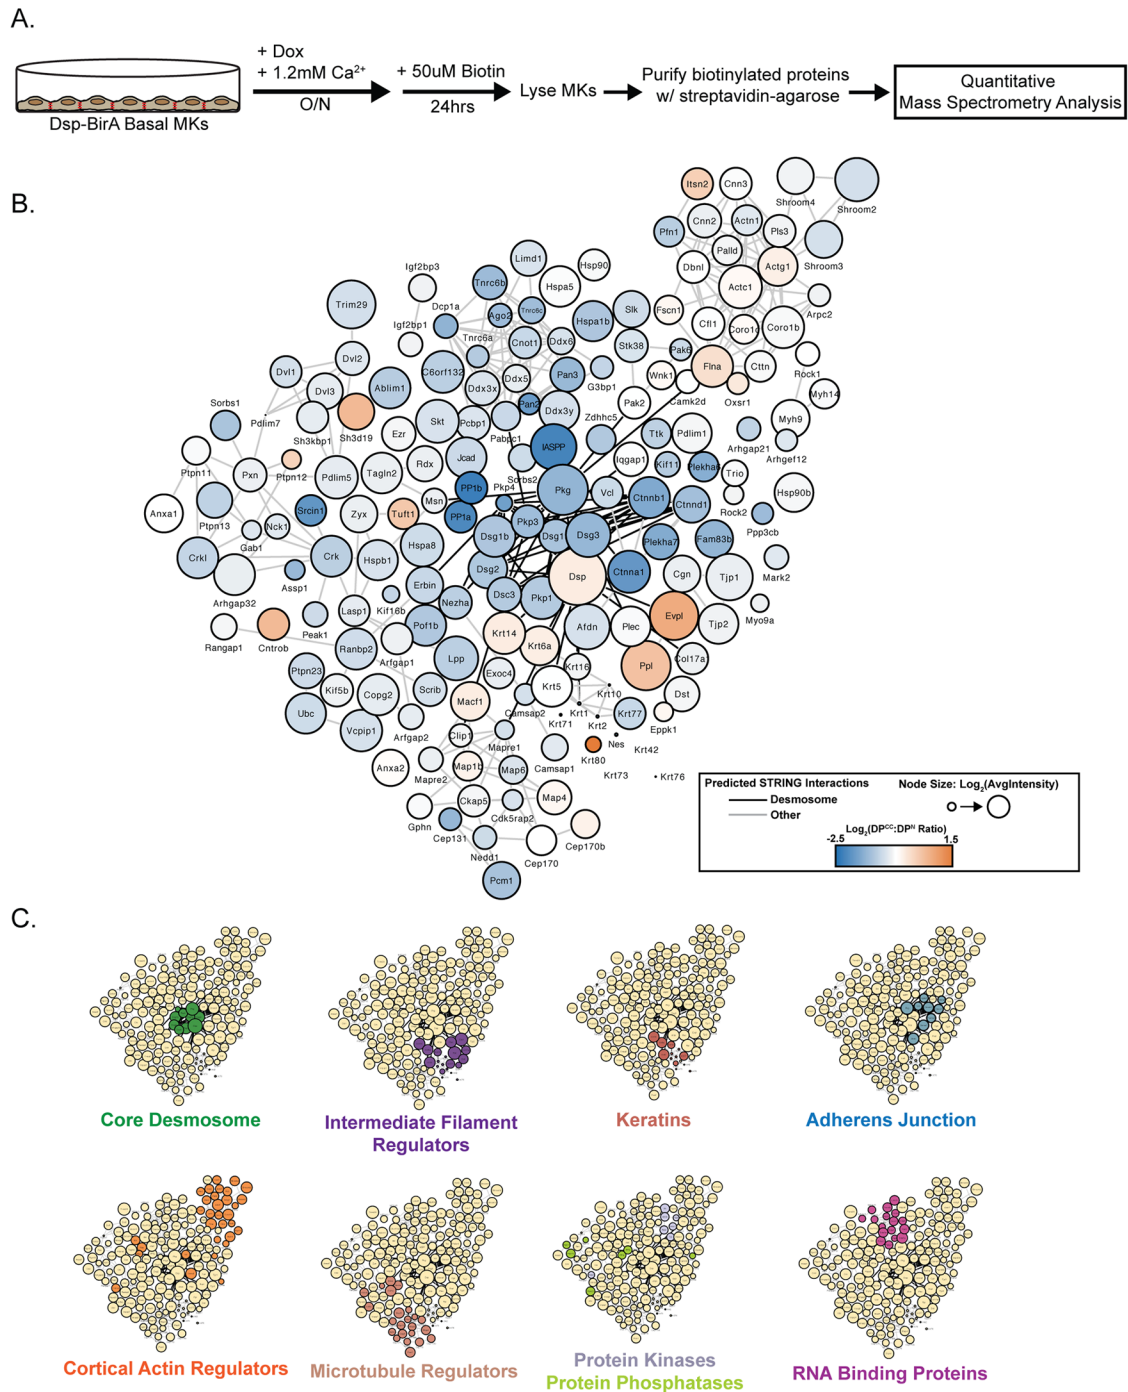 A.
+ Dox
+ 1.2mM Ca²⁺
O/N
+ 50uM Biotin
24hrs
Lyse MKs
Purify biotinylated proteins
w/ streptavidin-agarose
Quantitative
Mass Spectrometry Analysis
Dsp-BirA Basal MKs
B.
Itsn2
Cnn3
Shroom4
Shroom2
Pfn1
Cnn2
Actn1
Pls3
Shroom3
Palld
Dbnl
Actg1
Actc1
Arpc2
Fscn1
Cfl1
Coro1c
Coro1b
Limd1
Hsp90
Igf2bp3
Tnrc6b
Hspa5
Trim29
Dcp1a
Ago2
Tnrc6c
Hspa1b
Slk
Igf2bp1
Tnrc6a
Cnot1
Ddx6
Stk38
Pak6
Flna
Cttn
Rock1
Dvl2
Dvl1
C6orf132
Ddx5
Pan3
G3bp1
Wnk1
Camk2d
Oxsr1
Myh14
Dvl3
Ablim1
Ddx3x
Pan2
Ddx3y
Pak2
Myh9
Sorbs1
Pdlim7
Sh3kbp1
Sh3d19
Skt
Pcbp1
Pabpc1
Zdhhc5
Ttk
Pdlim1
Arhgap21
Arhgef12
Ezr
IASPP
Ptpn11
Ptpn12
Rdx
Jcad
Sorbs2
Iqgap1
Kif11
Plekha5
Trio
Pxn
Pdlim5
Tagln2
PP1b
Pkp4
Pkg
Vcl
Ctnnb1
Ctnnd1
Rock2
Hsp90b
Anxa1
Ptpn13
Srcin1
Zyx
Tuft1
Msn
PP1a
Pkp3
Ppp3cb
Gab1
Nck1
Dsg1b
Dsg1
Dsg3
Plekha7
Fam83b
Crkl
Crk
Hspb1
Hspa8
Mark2
Arhgap32
Assp1
Erbin
Dsg2
Dsp
Ctnna1
Cgn
Tjp1
Kif16b
Nezha
Dsc3
Pkp1
Myo9a
Rangap1
Cntrob
Peak1
Lasp1
Pof1b
Krt14
Krt6a
Afdn
Plec
Evpl
Tjp2
Ranbp2
Arfgap1
Lpp
Exoc4
Krt16
Ppl
Col17a
Ptpn23
Kif5b
Copg2
Scrib
Macf1
Krt5
Krt10
Dst
Ubc
Vcpip1
Arfgap2
Camsap2
Krt1
Krt71
Krt2
Krt77
Eppk1
Clip1
Mapre1
Camsap1
Krt80
Nes
Krt42
Anxa2
Mapre2
Map1b
Map6
Krt73
Krt76
Gphn
Ckap5
Cdk5rap2
Map4
Cep131
Nedd1
Cep170
Cep170b
Pcm1
Predicted STRING Interactions
Desmosome
Other
Node Size: Log₂(AvgIntensity)
Log₂(DPᶜᶜ:DPᴺ Ratio)
-2.5
1.5
C.
Core Desmosome
Intermediate Filament
Regulators
Keratins
Adherens Junction
Cortical Actin Regulators
Microtubule Regulators
Protein Kinases
Protein Phosphatases
RNA Binding Proteins